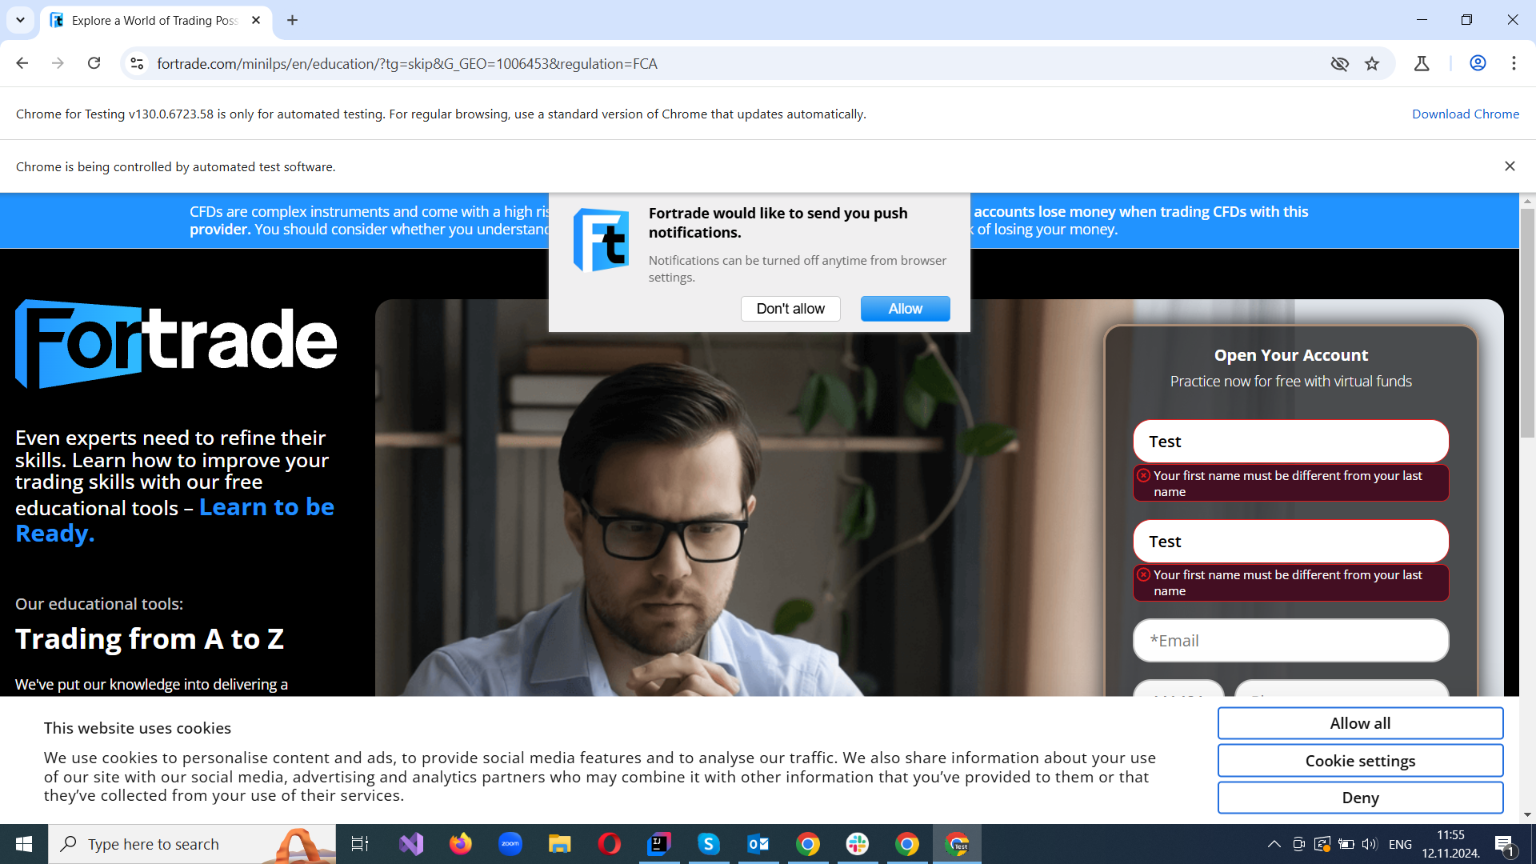 Explore a World of Trading Poss
fortrade.com/minilps/en/education/?tg=skip&G_GEO=1006453&regulation=FCA
Chrome for Testing v130.0.6723.58 is only for automated testing. For regular browsing, use a standard version of Chrome that updates automatically.
Download Chrome
Chrome is being controlled by automated test software.
CFDs are complex instruments and come with a high ris
accounts lose money when trading CFDs with this
provider. You should consider whether you understand
of losing your money.
Fortrade would like to send you push
notifications.
Notifications can be turned off anytime from browser
settings.
Don't allow
Allow
Fortrade
Even experts need to refine their
skills. Learn how to improve your
trading skills with our free
educational tools – Learn to be
Ready.
Our educational tools:
Trading from A to Z
We've put our knowledge into delivering a
Open Your Account
Practice now for free with virtual funds
Test
Your first name must be different from your last
name
Test
Your first name must be different from your last
name
*Email
This website uses cookies
We use cookies to personalise content and ads, to provide social media features and to analyse our traffic. We also share information about your use
of our site with our social media, advertising and analytics partners who may combine it with other information that you've provided to them or that
they've collected from your use of their services.
Allow all
Cookie settings
Deny
Type here to search
zoom
ENG
11:55
12.11.2024.
1